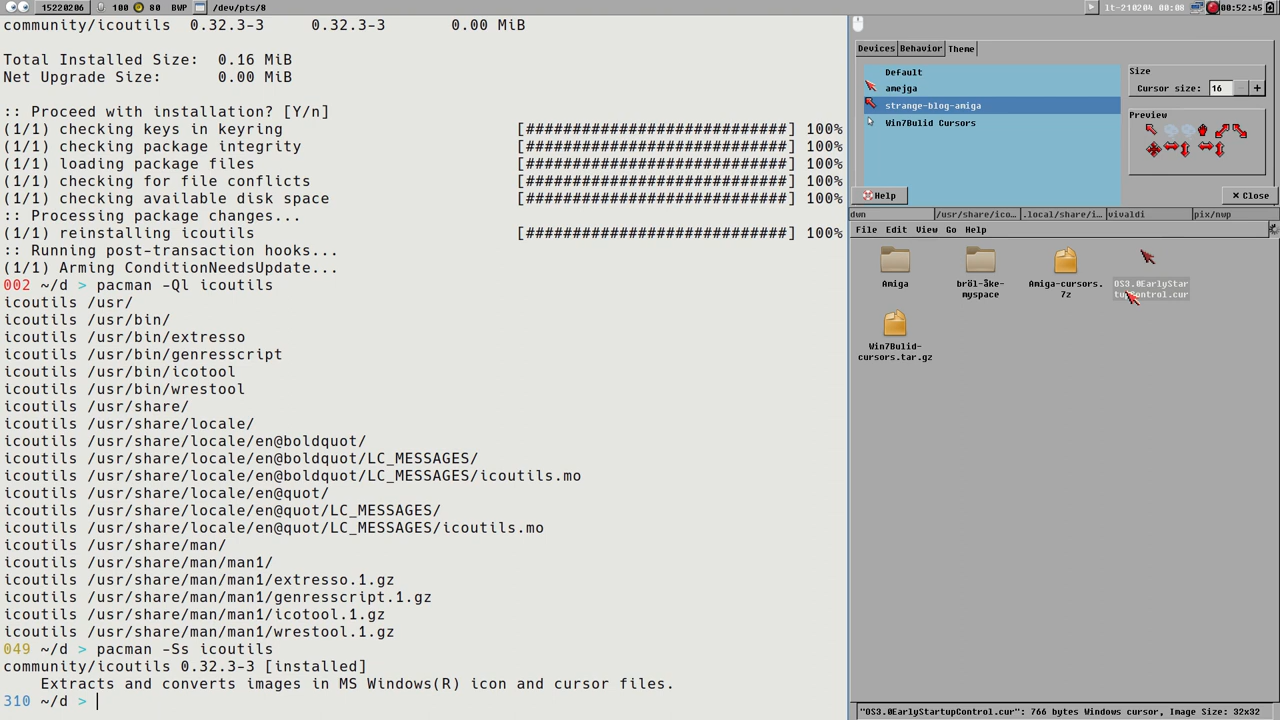 15220206 100 80 BWP /dev/pts/8 lt-210204 00:08 00:52:45
community/icoutils 0.32.3-3 0.32.3-3 0.00 MiB
Total Installed Size: 0.16 MiB
Net Upgrade Size: 0.00 MiB
:: Proceed with installation? [Y/n]
(1/1) checking keys in keyring [############################] 100%
(1/1) checking package integrity [############################] 100%
(1/1) loading package files [############################] 100%
(1/1) checking for file conflicts [############################] 100%
(1/1) checking available disk space [############################] 100%
:: Processing package changes...
(1/1) reinstalling icoutils [############################] 100%
:: Running post-transaction hooks...
(1/1) Arming ConditionNeedsUpdate...
002 ~/d > pacman -Ql icoutils
icoutils /usr/
icoutils /usr/bin/
icoutils /usr/bin/extresso
icoutils /usr/bin/genresscript
icoutils /usr/bin/icotool
icoutils /usr/bin/wrestool
icoutils /usr/share/
icoutils /usr/share/locale/
icoutils /usr/share/locale/en@boldquot/
icoutils /usr/share/locale/en@boldquot/LC_MESSAGES/
icoutils /usr/share/locale/en@boldquot/LC_MESSAGES/icoutils.mo
icoutils /usr/share/locale/en@quot/
icoutils /usr/share/locale/en@quot/LC_MESSAGES/
icoutils /usr/share/locale/en@quot/LC_MESSAGES/icoutils.mo
icoutils /usr/share/man/
icoutils /usr/share/man/man1/
icoutils /usr/share/man/man1/extresso.1.gz
icoutils /usr/share/man/man1/genresscript.1.gz
icoutils /usr/share/man/man1/icotool.1.gz
icoutils /usr/share/man/man1/wrestool.1.gz
049 ~/d > pacman -Ss icoutils
community/icoutils 0.32.3-3 [installed]
Extracts and converts images in MS Windows(R) icon and cursor files.
310 ~/d >
Devices Behavior Theme
Default
amejga
strange-blog-amiga
Win7Bulid Cursors
Size
Cursor size: 16 +
Preview
Help
× Close
dwn /usr/share/ico... .local/share/i... vivaldi pix/nwp
File Edit View Go Help
Amiga
bröl-åke-
myspace
Amiga-cursors.
7z
OS3.0EarlyStar
tupControl.cur
Win7Bulid-
cursors.tar.gz
"OS3.0EarlyStartupControl.cur": 766 bytes Windows cursor, Image Size: 32x32